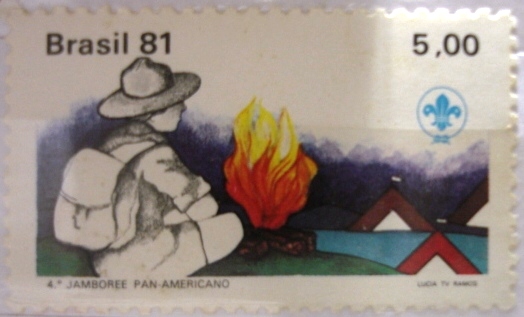 Brasil 81 5,00
4.º JAMBOREE PAN-AMERICANO LUCIA TV RAMOS